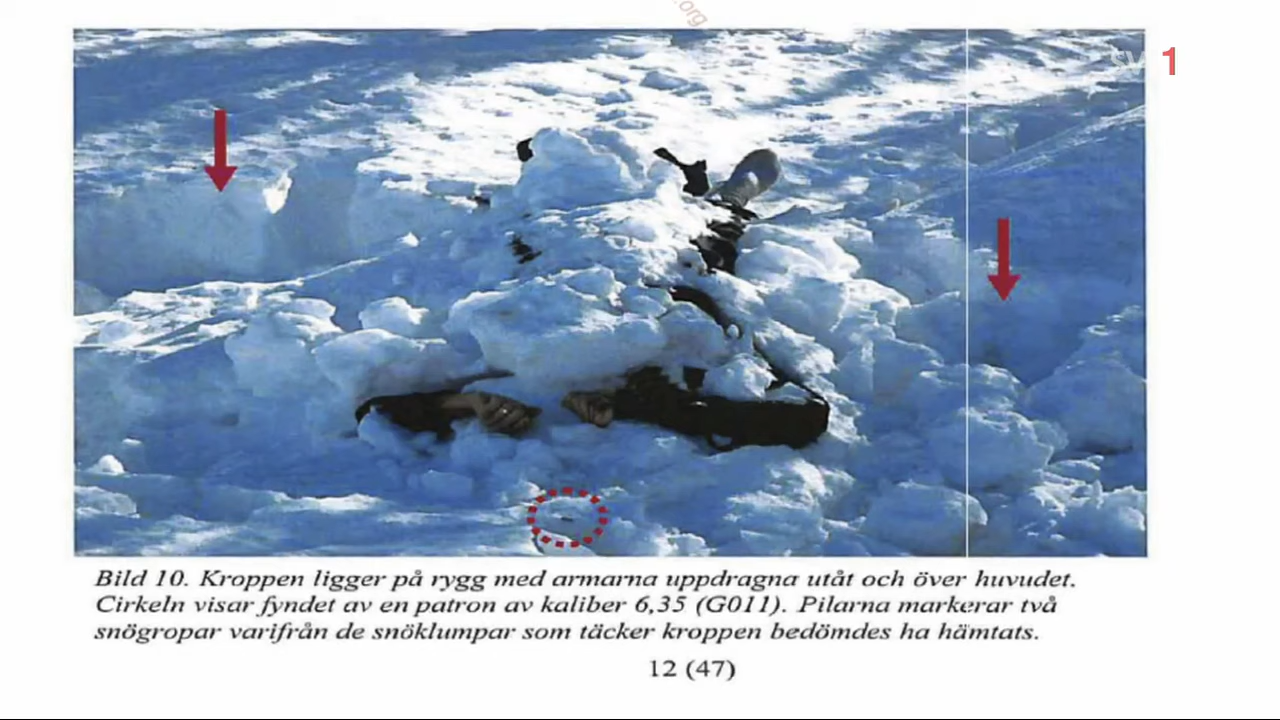 .org
svt 1
Bild 10. Kroppen ligger på rygg med armarna uppdragna utåt och över huvudet.
Cirkeln visar fyndet av en patron av kaliber 6,35 (G011). Pilarna markerar två
snögropar varifrån de snöklumpar som täcker kroppen bedömdes ha hämtats.
12 (47)